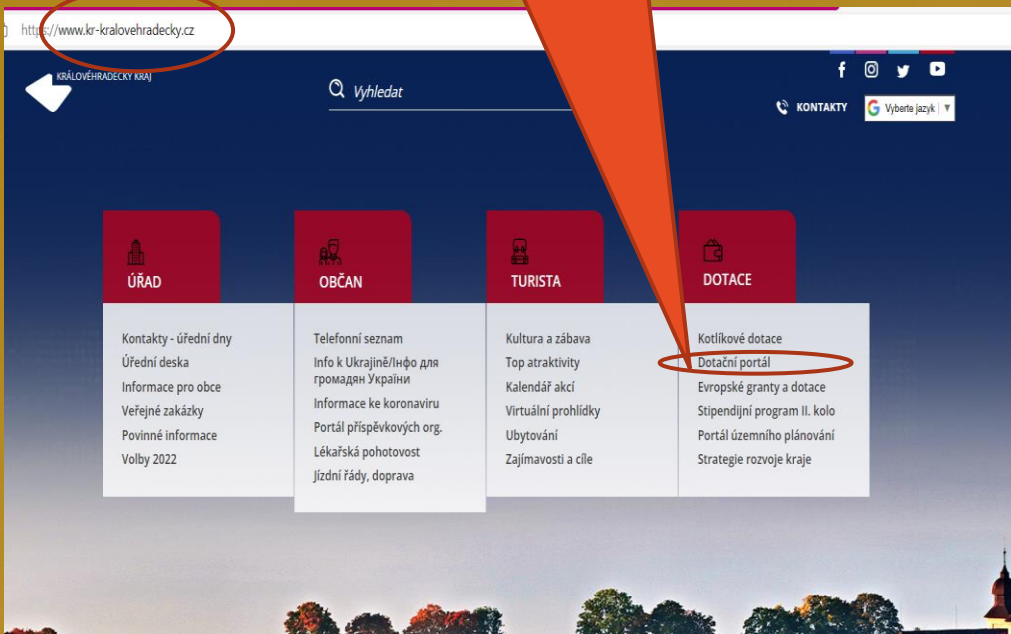 https://www.kr-kralovehradecky.cz
KRÁLOVÉHRADECKÝ KRAJ
Vyhledat
KONTAKTY
Vyberte jazyk
ÚŘAD
Kontakty - úřední dny
Úřední deska
Informace pro obce
Veřejné zakázky
Povinné informace
Volby 2022
OBČAN
Telefonní seznam
Info k Ukrajině/Інфо для
громадян України
Informace ke koronaviru
Portál příspěvkových org.
Lékařská pohotovost
Jízdní řády, doprava
TURISTA
Kultura a zábava
Top atraktivity
Kalendář akcí
Virtuální prohlídky
Ubytování
Zajímavosti a cíle
DOTACE
Kotlíkové dotace
Dotační portál
Evropské granty a dotace
Stipendijní program II. kolo
Portál územního plánování
Strategie rozvoje kraje